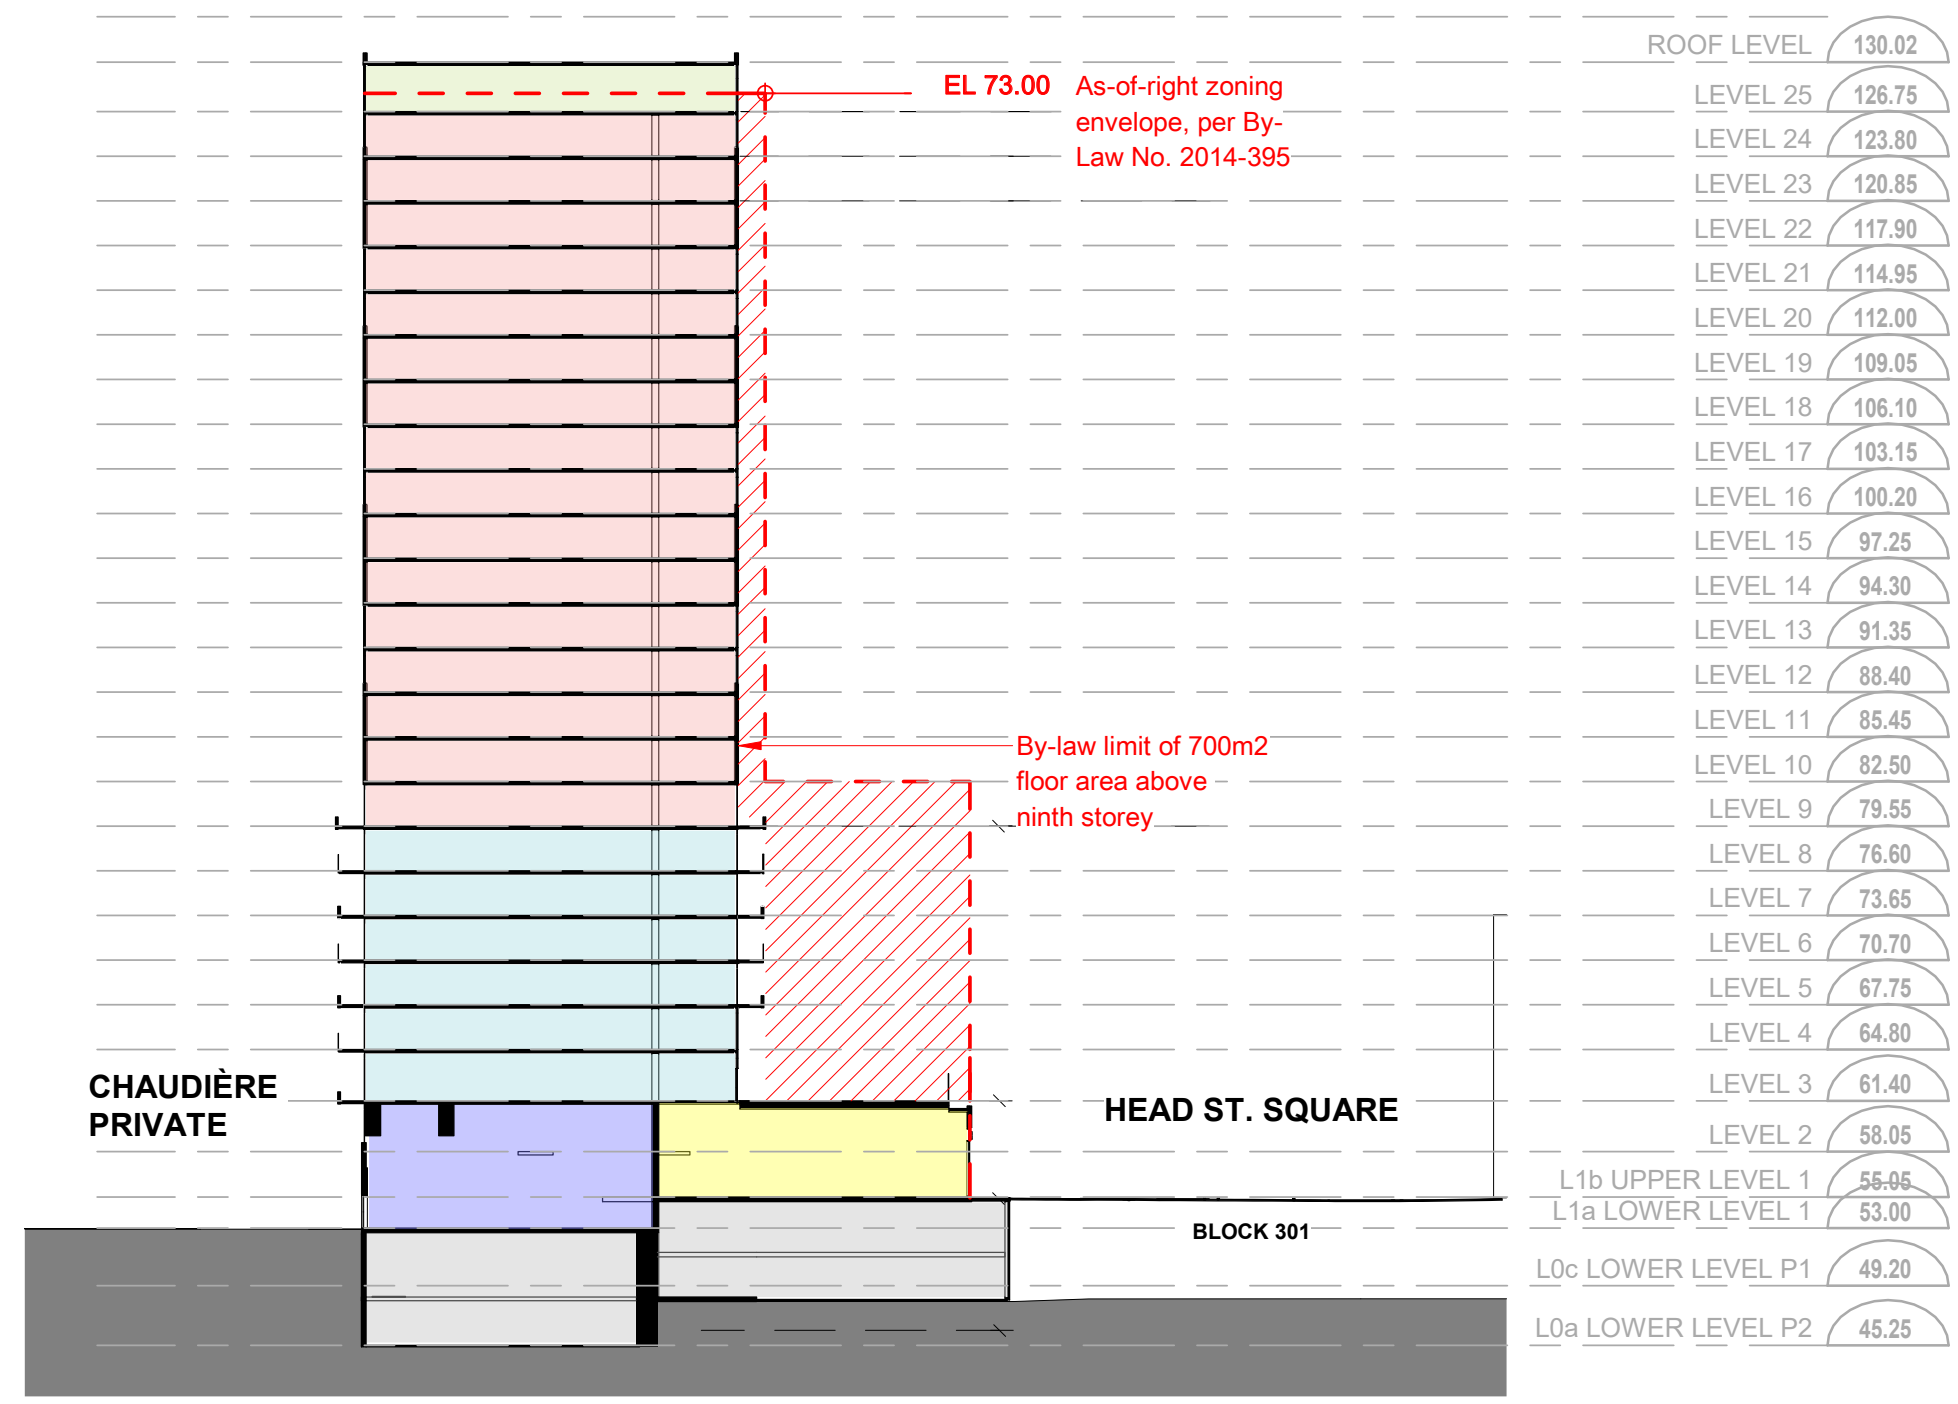 ROOF LEVEL 130.02
EL 73.00 As-of-right zoning
envelope, per By-
Law No. 2014-395
LEVEL 25 126.75
LEVEL 24 123.80
LEVEL 23 120.85
LEVEL 22 117.90
LEVEL 21 114.95
LEVEL 20 112.00
LEVEL 19 109.05
LEVEL 18 106.10
LEVEL 17 103.15
LEVEL 16 100.20
LEVEL 15 97.25
LEVEL 14 94.30
LEVEL 13 91.35
LEVEL 12 88.40
LEVEL 11 85.45
By-law limit of 700m2
floor area above
ninth storey
LEVEL 10 82.50
LEVEL 9 79.55
LEVEL 8 76.60
LEVEL 7 73.65
LEVEL 6 70.70
LEVEL 5 67.75
LEVEL 4 64.80
CHAUDIÈRE
PRIVATE
LEVEL 3 61.40
HEAD ST. SQUARE
LEVEL 2 58.05
L1b UPPER LEVEL 1 55.05
L1a LOWER LEVEL 1 53.00
BLOCK 301
L0c LOWER LEVEL P1 49.20
L0a LOWER LEVEL P2 45.25